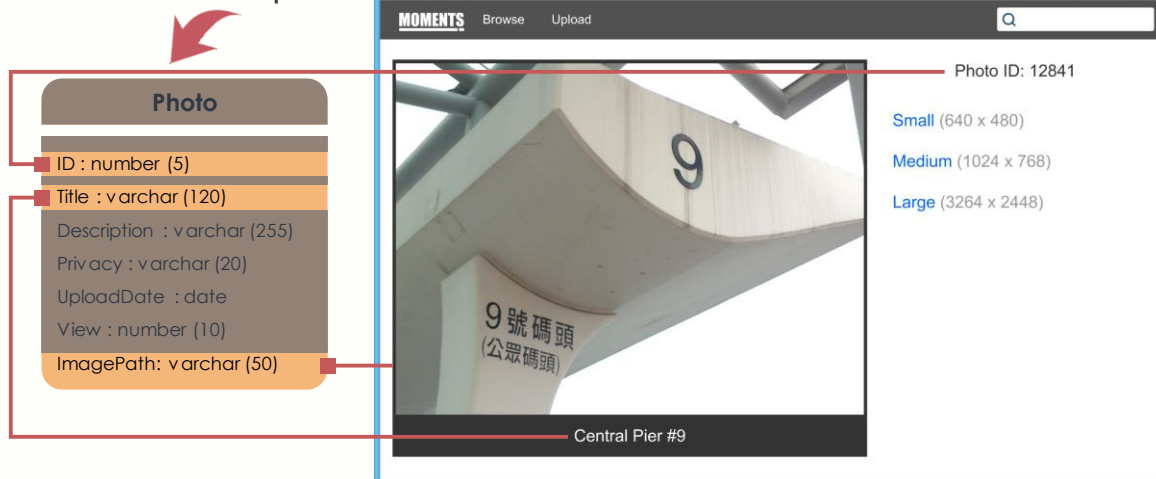 MOMENTS Browse Upload
Photo
ID : number (5)
Title : varchar (120)
Description : varchar (255)
Privacy : varchar (20)
UploadDate : date
View : number (10)
ImagePath: varchar (50)
Photo ID: 12841
Small (640 x 480)
Medium (1024 x 768)
Large (3264 x 2448)
9
9號碼頭
(公眾碼頭)
Central Pier #9